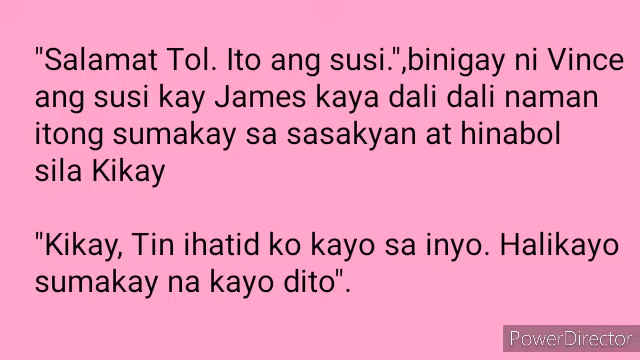 "Salamat Tol. Ito ang susi.",binigay ni Vince
ang susi kay James kaya dali dali naman
itong sumakay sa sasakyan at hinabol
sila Kikay
"Kikay, Tin ihatid ko kayo sa inyo. Halikayo
sumakay na kayo dito".
PowerDirector